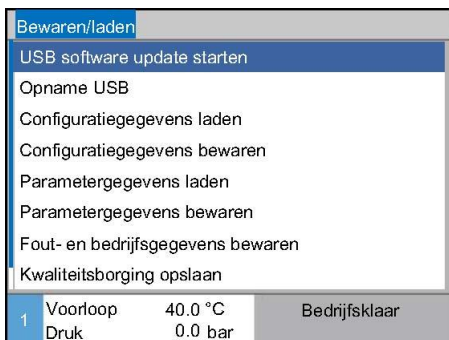 Bewaren/laden
USB software update starten
Opname USB
Configuratiegegevens laden
Configuratiegegevens bewaren
Parametergegevens laden
Parametergegevens bewaren
Fout- en bedrijfsgegevens bewaren
Kwaliteitsborging opslaan
1 Voorloop 40.0 °C Bedrijfsklaar
Druk 0.0 bar